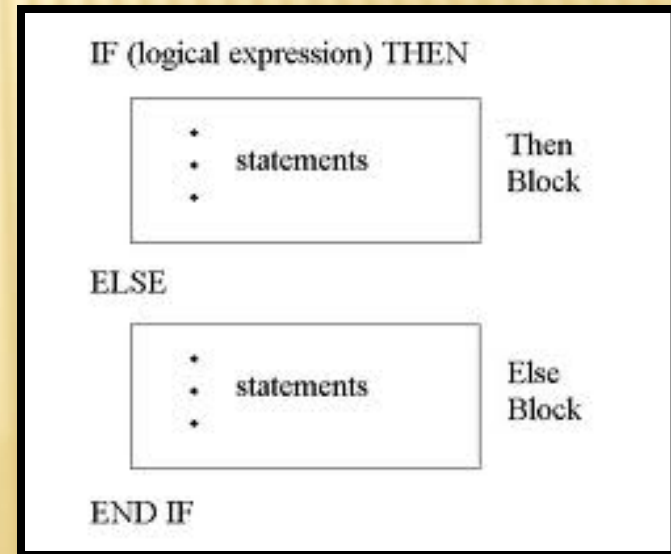 IF (logical expression) THEN
statements
Then
Block
ELSE
statements
Else
Block
END IF